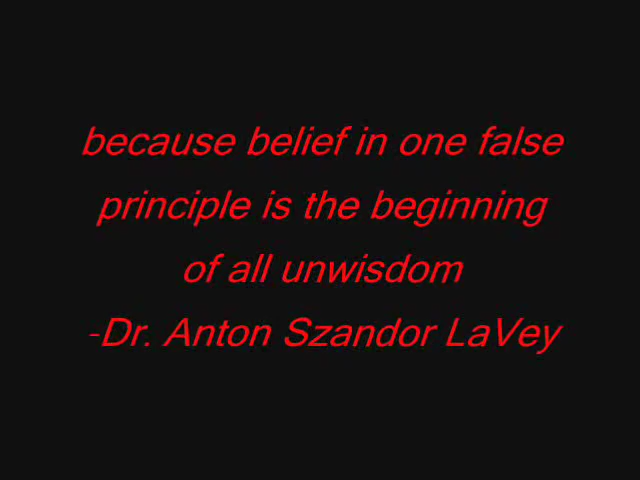 because belief in one false
principle is the beginning
of all unwisdom
-Dr. Anton Szandor LaVey